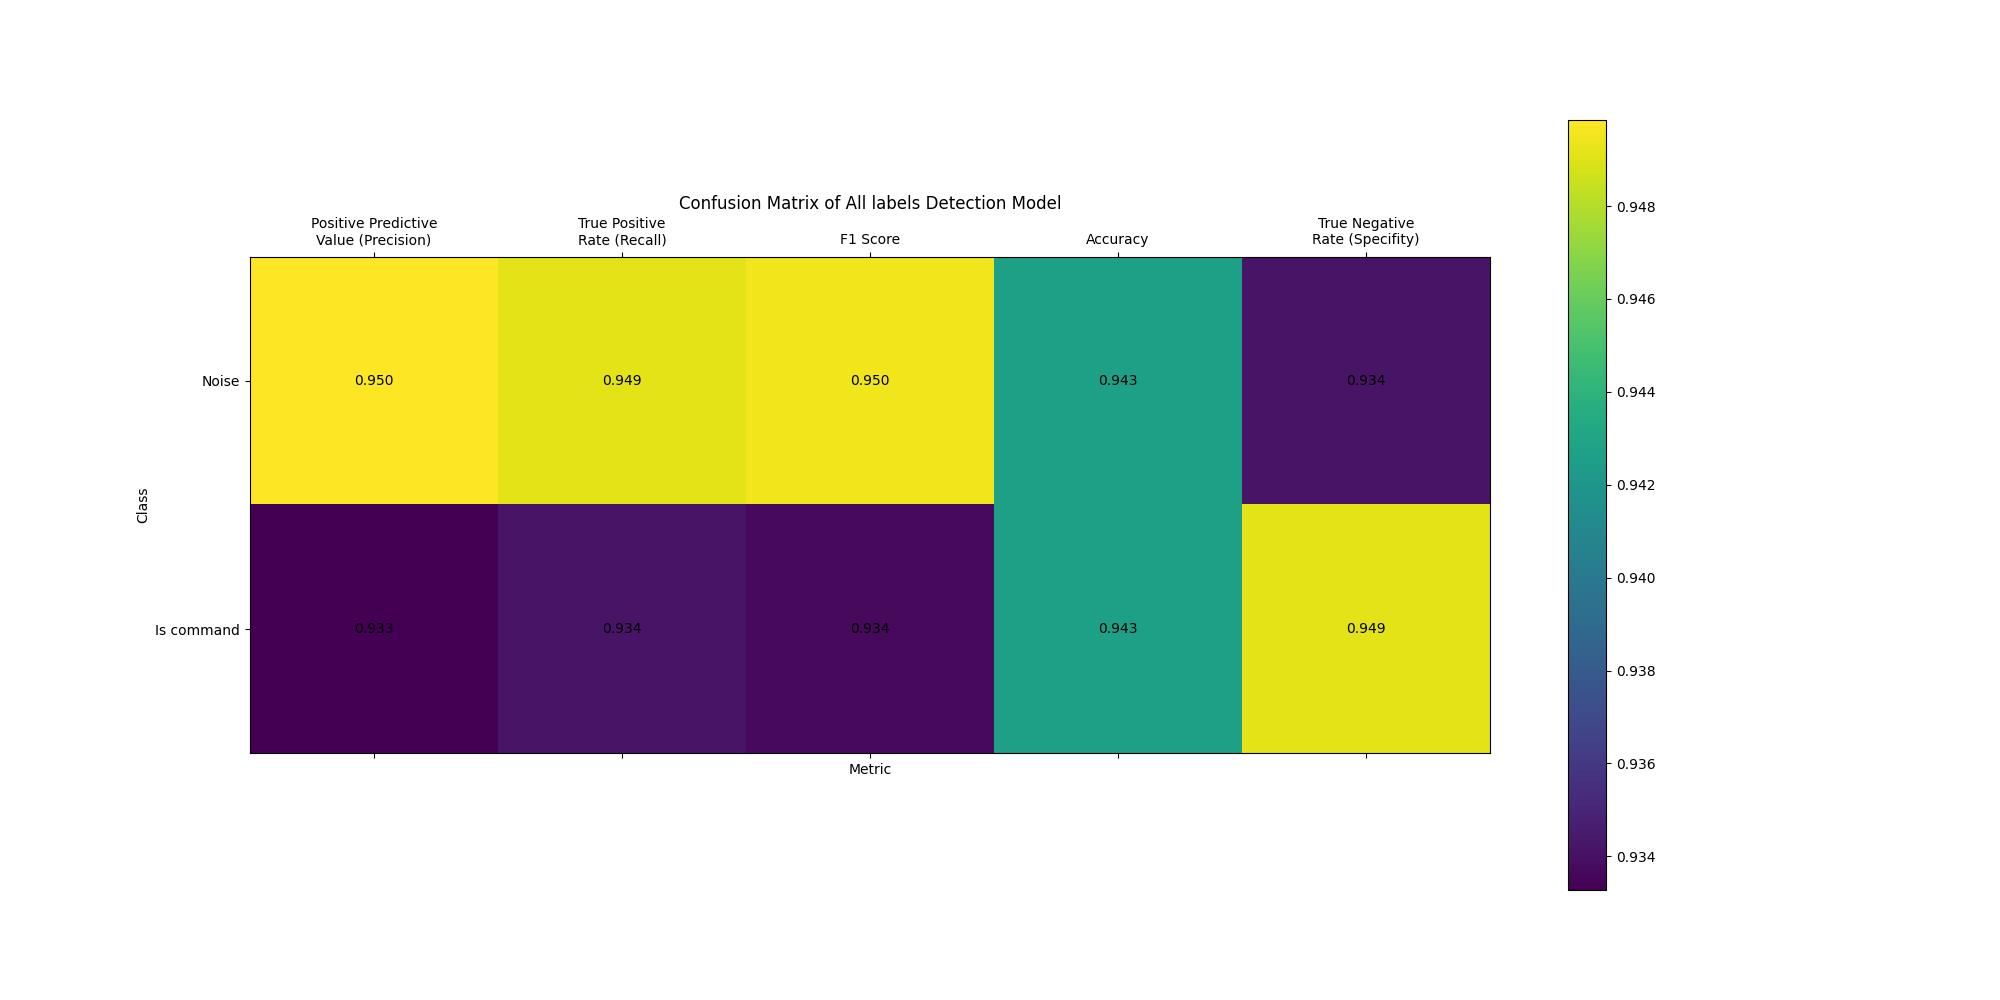 Confusion Matrix of All labels Detection Model
Positive Predictive
Value (Precision)
True Positive
Rate (Recall)
F1 Score
Accuracy
True Negative
Rate (Specifity)
Noise
0.950
0.949
0.950
0.943
0.934
Is command
0.933
0.934
0.934
0.943
0.949
Class
Metric
0.948
0.946
0.944
0.942
0.940
0.938
0.936
0.934